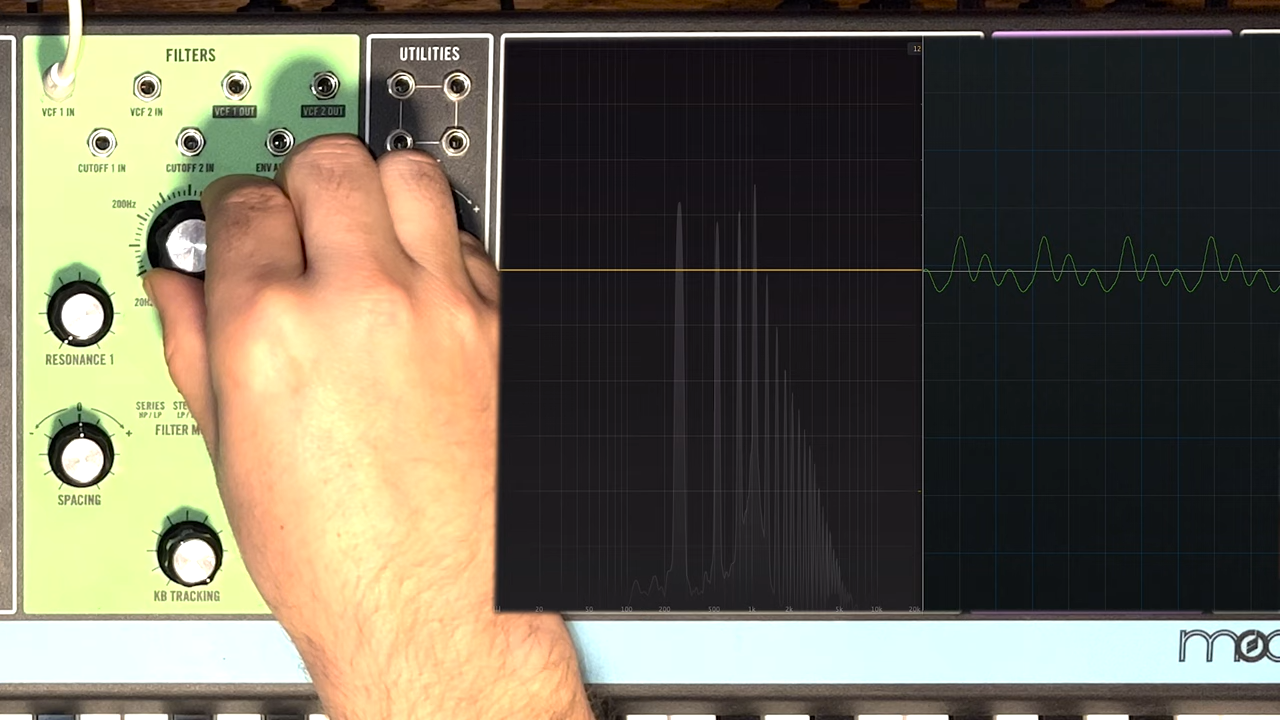 FILTERS
UTILITIES
VCF 1 IN
VCF 2 IN
VCF 1 OUT
VCF 2 OUT
CUTOFF 1 IN
CUTOFF 2 IN
200Hz
RESONANCE 1
SERIES
HP / LP
SPACING
KB TRACKING
12
20 50 100 200 500 1k 2k 5k 10k 20k